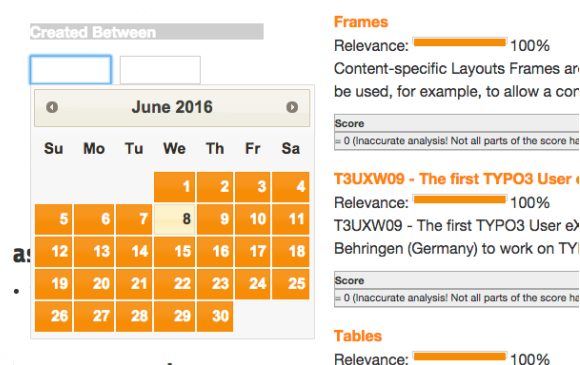 Created Between
June 2016
Su Mo Tu We Th Fr Sa
1 2 3 4
5 6 7 8 9 10 11
12 13 14 15 16 17 18
19 20 21 22 23 24 25
26 27 28 29 30
Frames
Relevance: 100%
Content-specific Layouts Frames are
be used, for example, to allow a con
Score
= 0 (Inaccurate analysis! Not all parts of the score ha
T3UXW09 - The first TYPO3 User e
Relevance: 100%
T3UXW09 - The first TYPO3 User eX
Behringen (Germany) to work on TYP
Score
= 0 (Inaccurate analysis! Not all parts of the score ha
Tables
Relevance: 100%